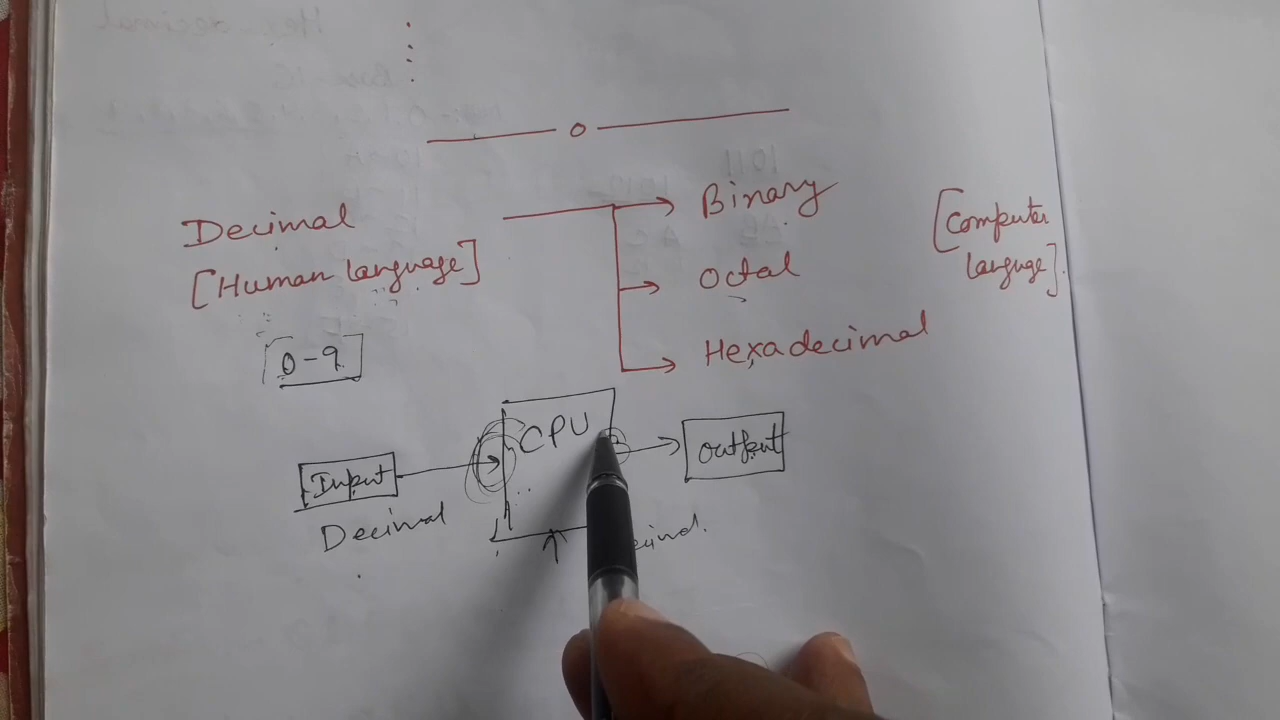 Decimal
[Human language]
0-9
Binary
Octal
Hexadecimal
[Computer
language].
CPU
Input
Output
Decimal